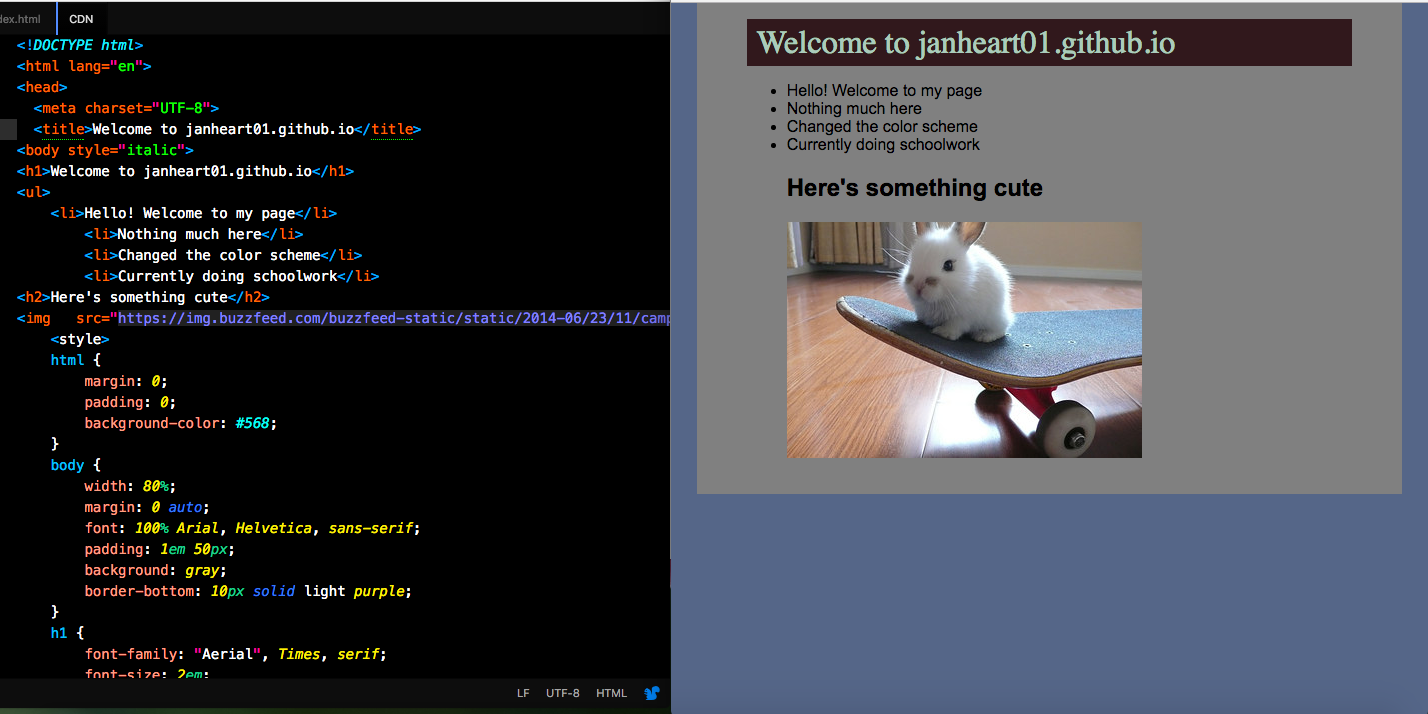 dex.html CDN
<!DOCTYPE html>
<html lang="en">
<head>
<meta charset="UTF-8">
<title>Welcome to janheart01.github.io</title>
<body style="italic">
<h1>Welcome to janheart01.github.io</h1>
<ul>
<li>Hello! Welcome to my page</li>
<li>Nothing much here</li>
<li>Changed the color scheme</li>
<li>Currently doing schoolwork</li>
<h2>Here's something cute</h2>
<img src="https://img.buzzfeed.com/buzzfeed-static/static/2014-06/23/11/camp
<style>
html {
margin: 0;
padding: 0;
background-color: #568;
}
body {
width: 80%;
margin: 0 auto;
font: 100% Arial, Helvetica, sans-serif;
padding: 1em 50px;
background: gray;
border-bottom: 10px solid light purple;
}
h1 {
font-family: "Aerial", Times, serif;
font-size: 2em;
LF UTF-8 HTML
Welcome to janheart01.github.io
• Hello! Welcome to my page
• Nothing much here
• Changed the color scheme
• Currently doing schoolwork
Here's something cute